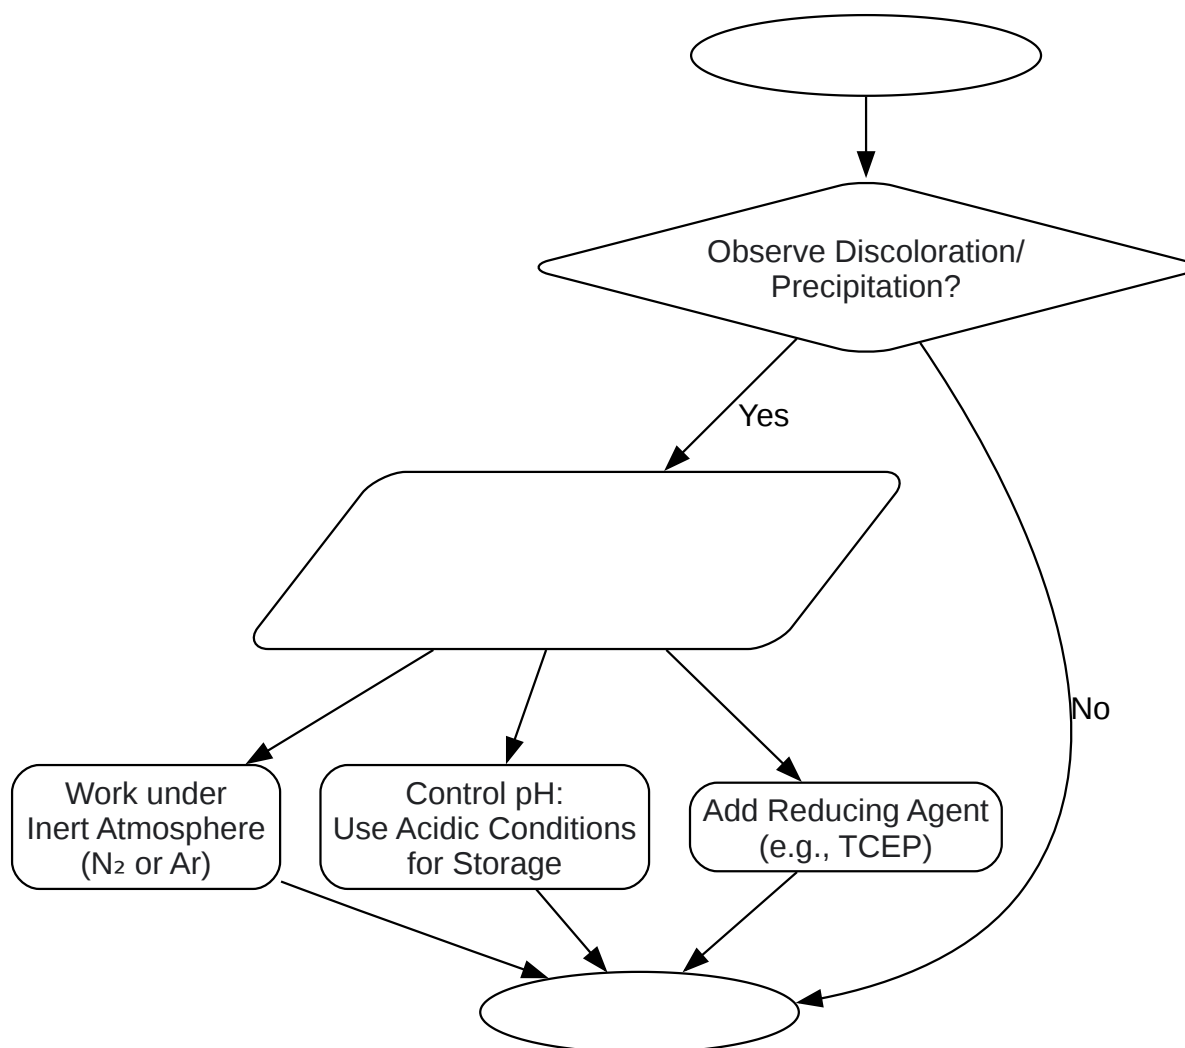 Observe Discoloration/
Precipitation?
Yes
No
Work under
Inert Atmosphere
(N₂ or Ar)
Control pH:
Use Acidic Conditions
for Storage
Add Reducing Agent
(e.g., TCEP)